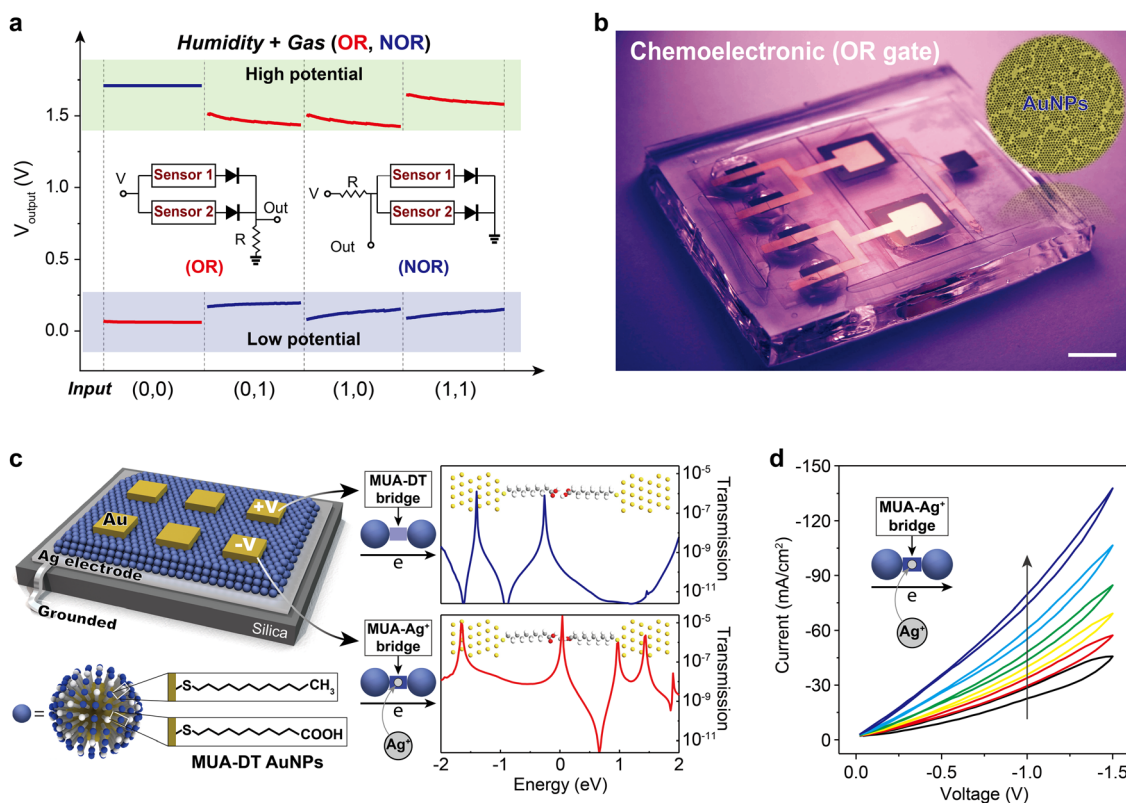 a
Humidity + Gas (OR, NOR)
High potential
1.5
1.0
0.5
0.0
V_output (V)
V
Sensor 1
Sensor 2
Out
R
(OR)
V
R
Sensor 1
Sensor 2
Out
(NOR)
Low potential
Input
(0,0)
(0,1)
(1,0)
(1,1)
b
Chemoelectronic (OR gate)
AuNPs
c
Au
+V
-V
Ag electrode
Grounded
Silica
=
S
CH₃
S
COOH
MUA-DT AuNPs
MUA-DT
bridge
e
10⁻⁵
10⁻⁷
10⁻⁹
10⁻¹¹
Transmission
MUA-Ag⁺
bridge
e
Ag⁺
10⁻⁵
10⁻⁷
10⁻⁹
10⁻¹¹
Transmission
-2
-1
0
1
2
Energy (eV)
d
-150
-120
-90
-60
-30
0
Current (mA/cm²)
MUA-Ag⁺
bridge
e
Ag⁺
0.0
-0.5
-1.0
-1.5
Voltage (V)